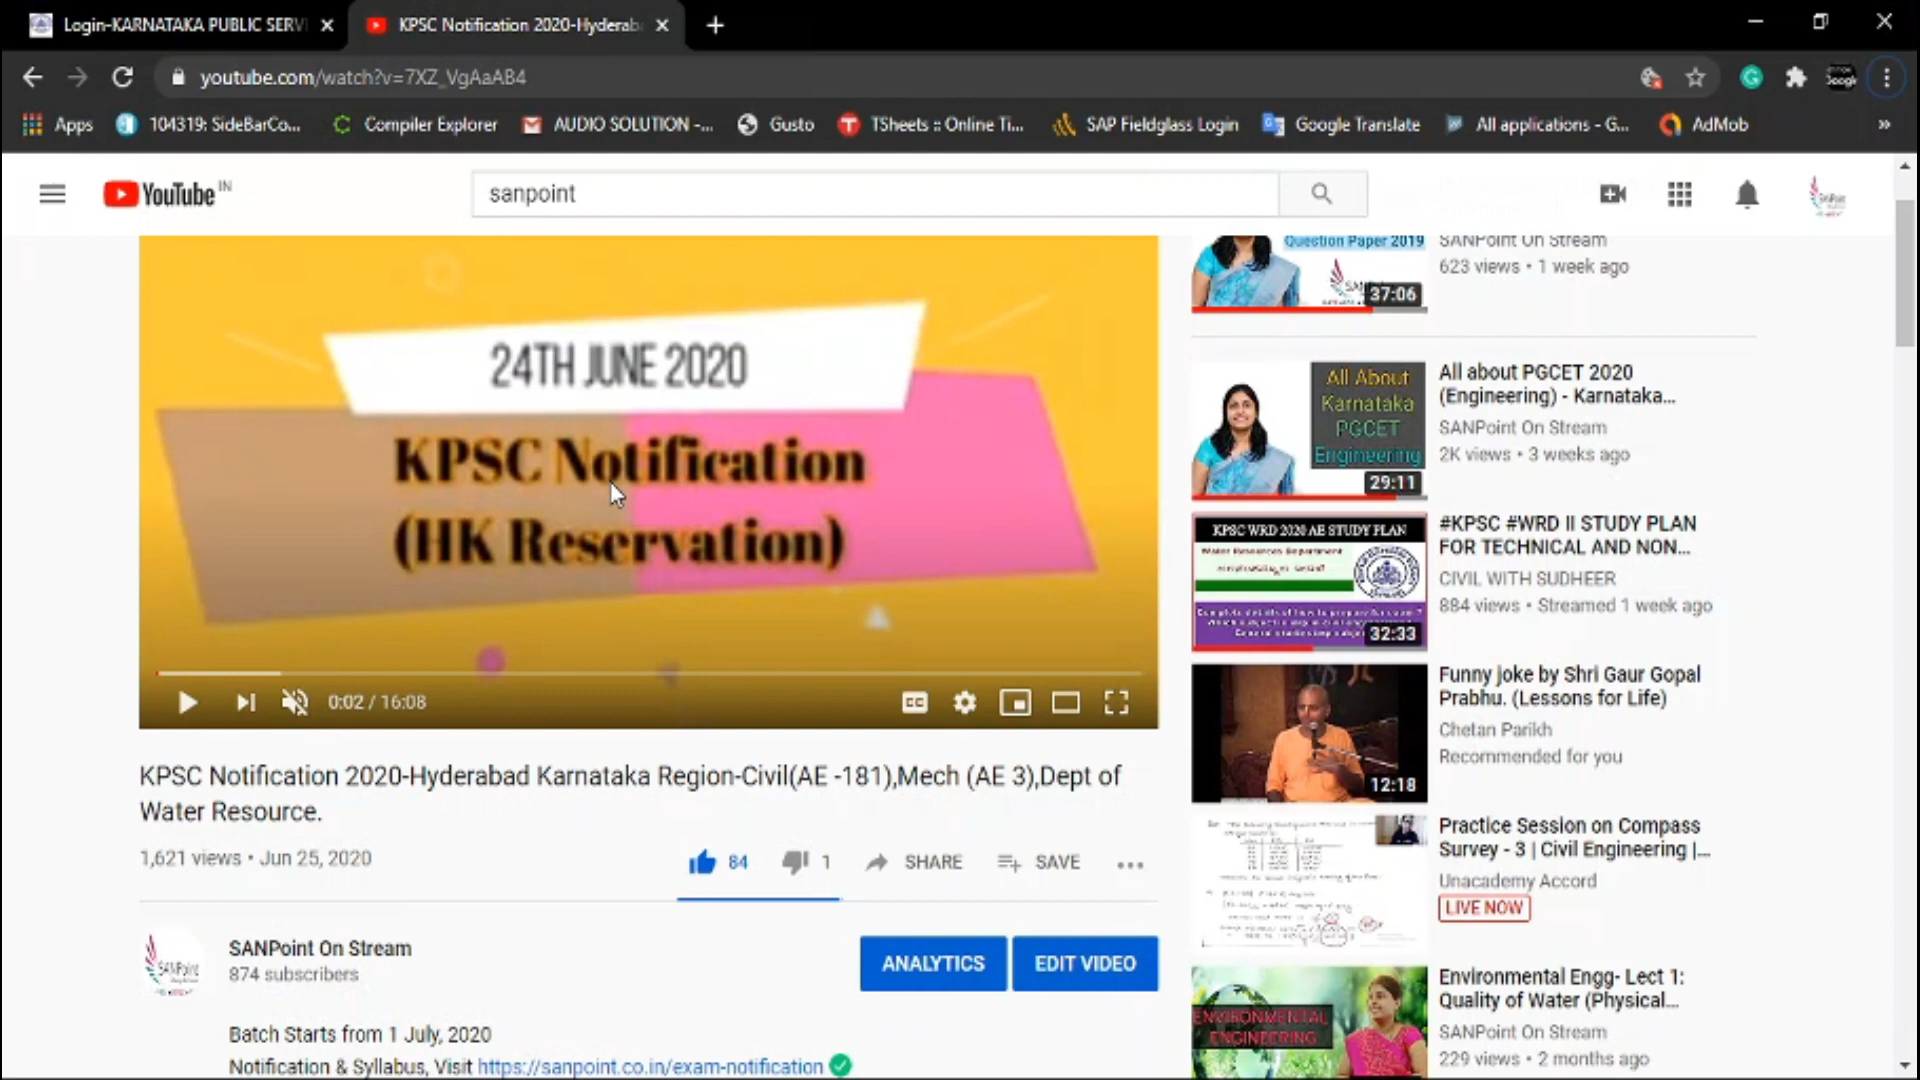 Login-KARNATAKA PUBLIC SERVI
KPSC Notification 2020-Hyderab
youtube.com/watch?v=7XZ_VgAaAB4
Apps
104319: SideBarCo...
Compiler Explorer
AUDIO SOLUTION -...
Gusto
TSheets :: Online Ti...
SAP Fieldglass Login
Google Translate
All applications - G...
AdMob
YouTube IN
sanpoint
24TH JUNE 2020
KPSC Notification
(HK Reservation)
0:02 / 16:08
CC
KPSC Notification 2020-Hyderabad Karnataka Region-Civil(AE -181),Mech (AE 3),Dept of
Water Resource.
1,621 views • Jun 25, 2020
84
1
SHARE
SAVE
SANPoint On Stream
874 subscribers
ANALYTICS
EDIT VIDEO
Batch Starts from 1 July, 2020
Notification & Syllabus, Visit https://sanpoint.co.in/exam-notification
Question Paper 2019
37:06
SANPoint On Stream
623 views • 1 week ago
All About
Karnataka
PGCET
Engineering
29:11
All about PGCET 2020
(Engineering) - Karnataka...
SANPoint On Stream
2K views • 3 weeks ago
KPSC WRD 2020 AE STUDY PLAN
Water Resources Department
32:33
#KPSC #WRD II STUDY PLAN
FOR TECHNICAL AND NON...
CIVIL WITH SUDHEER
884 views • Streamed 1 week ago
12:18
Funny joke by Shri Gaur Gopal
Prabhu. (Lessons for Life)
Chetan Parikh
Recommended for you
Practice Session on Compass
Survey - 3 | Civil Engineering |...
Unacademy Accord
LIVE NOW
ENVIRONMENTAL
ENGINEERING
Environmental Engg- Lect 1:
Quality of Water (Physical...
SANPoint On Stream
229 views • 2 months ago